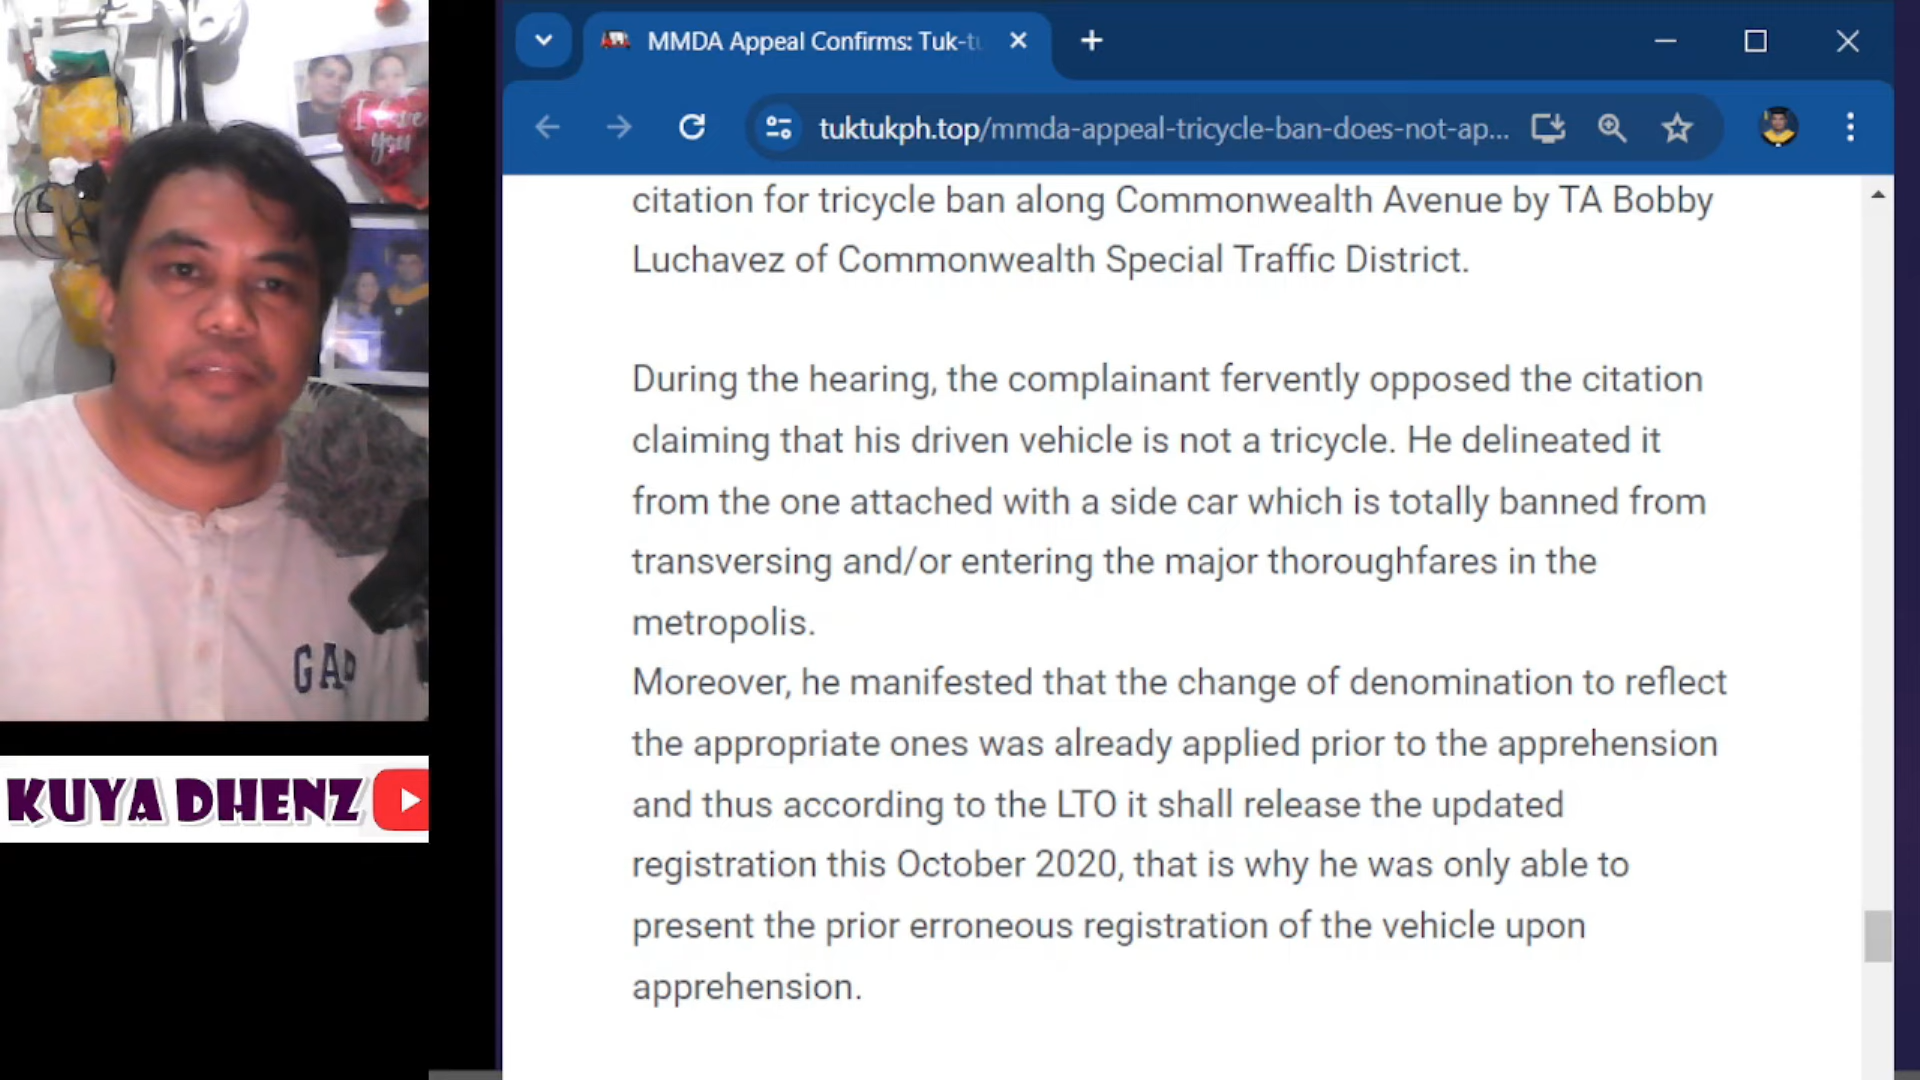 I Love
you
GAP
KUYA DHENZ
MMDA Appeal Confirms: Tuk-tu
tuktukph.top/mmda-appeal-tricycle-ban-does-not-ap...
citation for tricycle ban along Commonwealth Avenue by TA Bobby
Luchavez of Commonwealth Special Traffic District.
During the hearing, the complainant fervently opposed the citation
claiming that his driven vehicle is not a tricycle. He delineated it
from the one attached with a side car which is totally banned from
transversing and/or entering the major thoroughfares in the
metropolis.
Moreover, he manifested that the change of denomination to reflect
the appropriate ones was already applied prior to the apprehension
and thus according to the LTO it shall release the updated
registration this October 2020, that is why he was only able to
present the prior erroneous registration of the vehicle upon
apprehension.